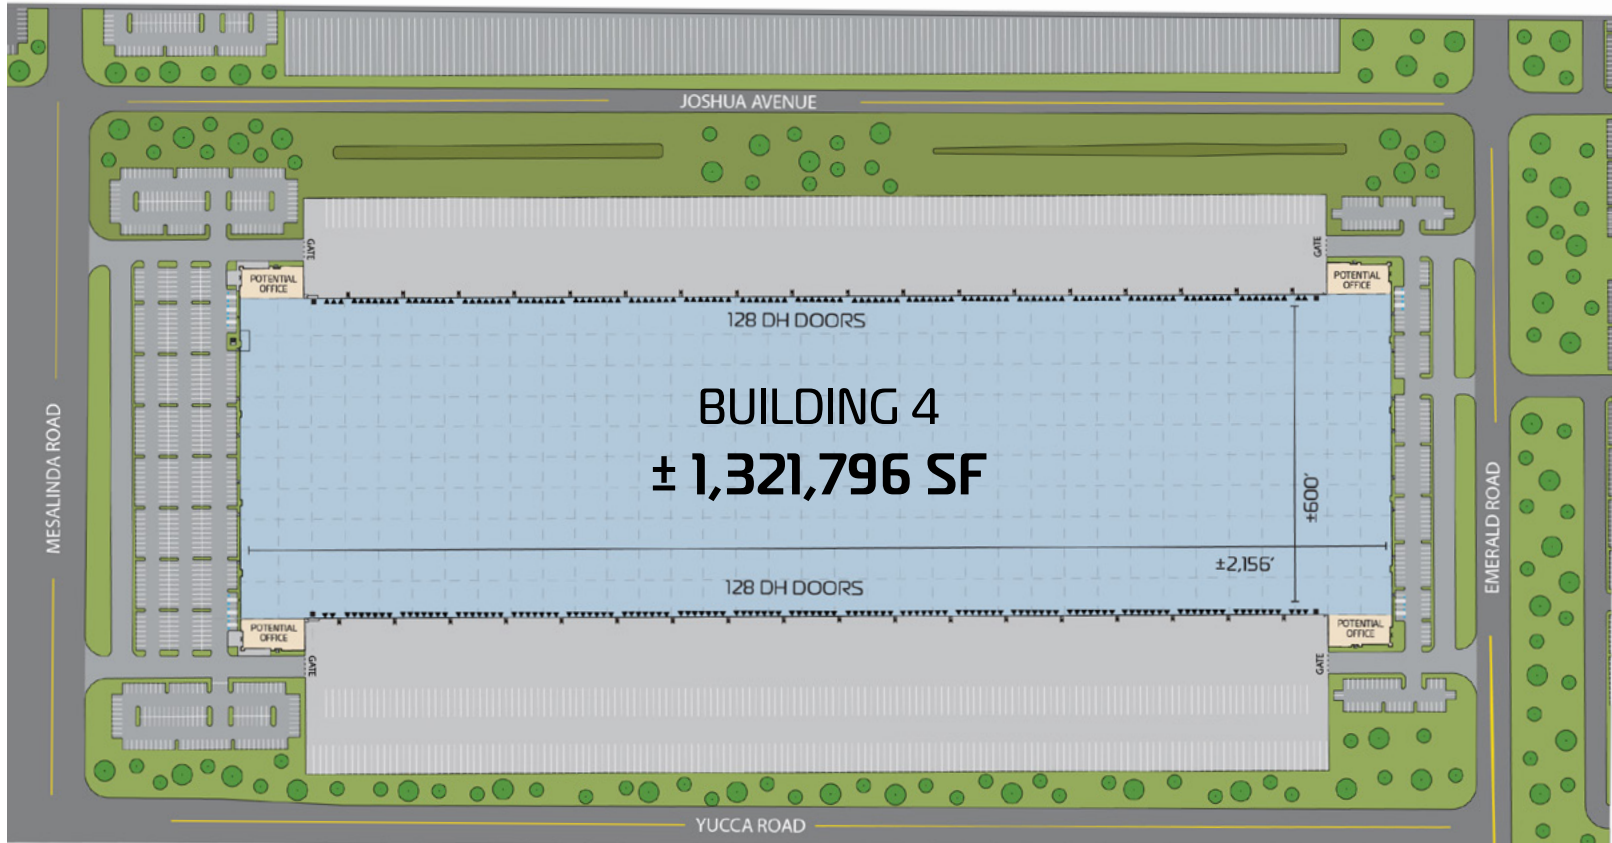 JOSHUA AVENUE
GATE
GATE
POTENTIAL
OFFICE
POTENTIAL
OFFICE
128 DH DOORS
BUILDING 4
± 1,321,796 SF
MESALINDA ROAD
±600'
EMERALD ROAD
±2,156'
128 DH DOORS
POTENTIAL
OFFICE
POTENTIAL
OFFICE
GATE
GATE
YUCCA ROAD